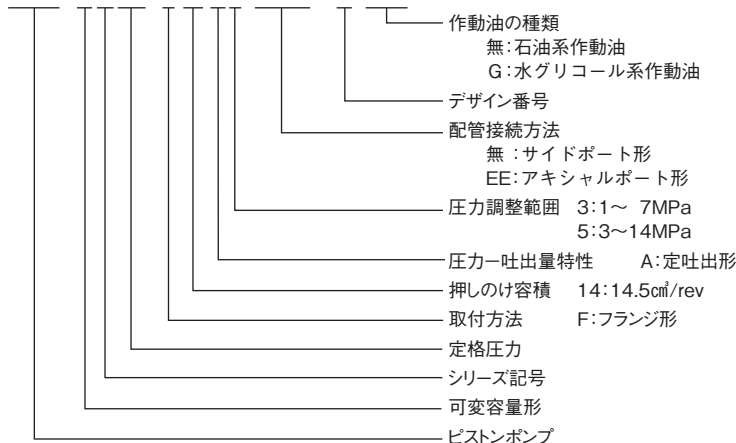 作動油の種類
無：石油系作動油
G：水グリコール系作動油
デザイン番号
配管接続方法
無 ：サイドポート形
EE：アキシャルポート形
圧力調整範囲 3：1～ 7MPa
5：3～14MPa
圧力ー吐出量特性 A：定吐出形
押しのけ容積 14：14.5㎤/rev
取付方法 F：フランジ形
定格圧力
シリーズ記号
可変容量形
ピストンポンプ